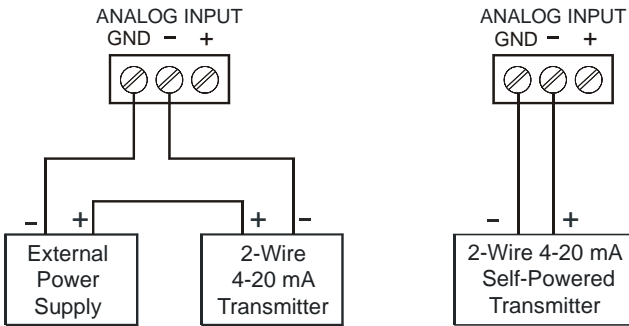 ANALOG INPUT
GND – +
– + + –
External
Power
Supply
2-Wire
4-20 mA
Transmitter
ANALOG INPUT
GND – +
– +
2-Wire 4-20 mA
Self-Powered
Transmitter